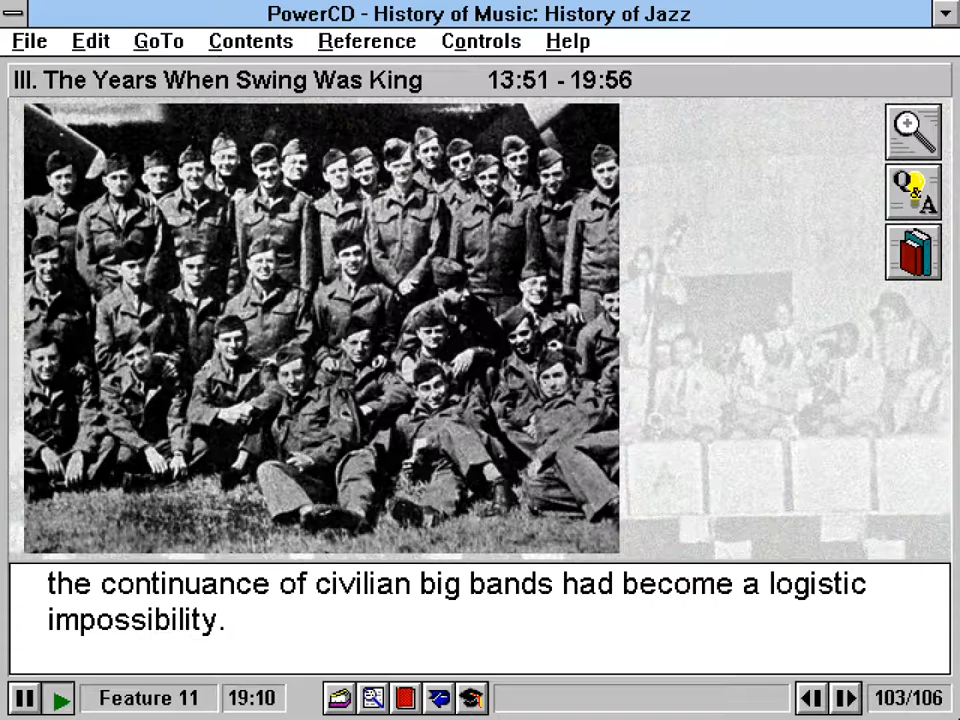 PowerCD - History of Music: History of Jazz
File Edit GoTo Contents Reference Controls Help
III. The Years When Swing Was King 13:51 - 19:56
Q
&
A
the continuance of civilian big bands had become a logistic
impossibility.
Feature 11 19:10 103/106